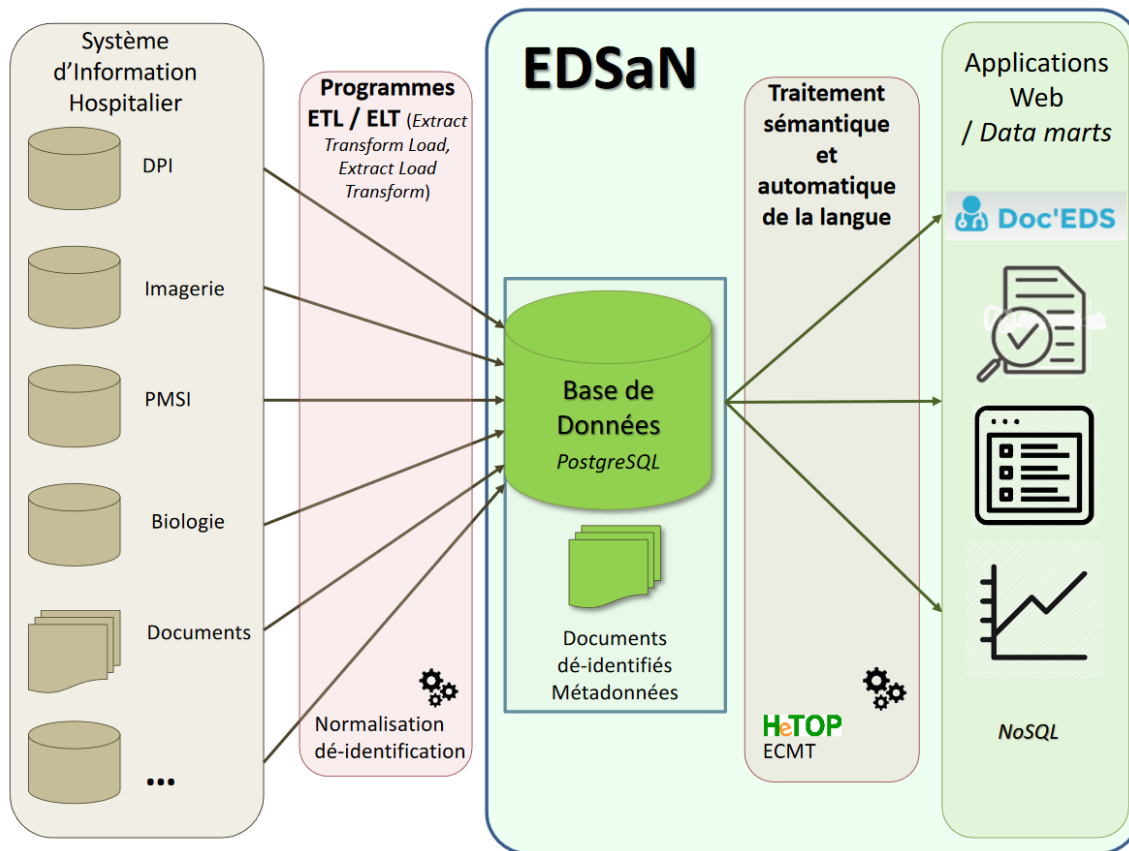 Système
d'Information
Hospitalier
DPI
Imagerie
PMSI
Biologie
Documents
...
Programmes
ETL / ELT (Extract
Transform Load,
Extract Load
Transform)
Normalisation
dé-identification
EDSaN
Base de
Données
PostgreSQL
Documents
dé-identifiés
Métadonnées
Traitement
sémantique
et
automatique
de la langue
HeTOP
ECMT
Applications
Web
/ Data marts
Doc'EDS
NoSQL